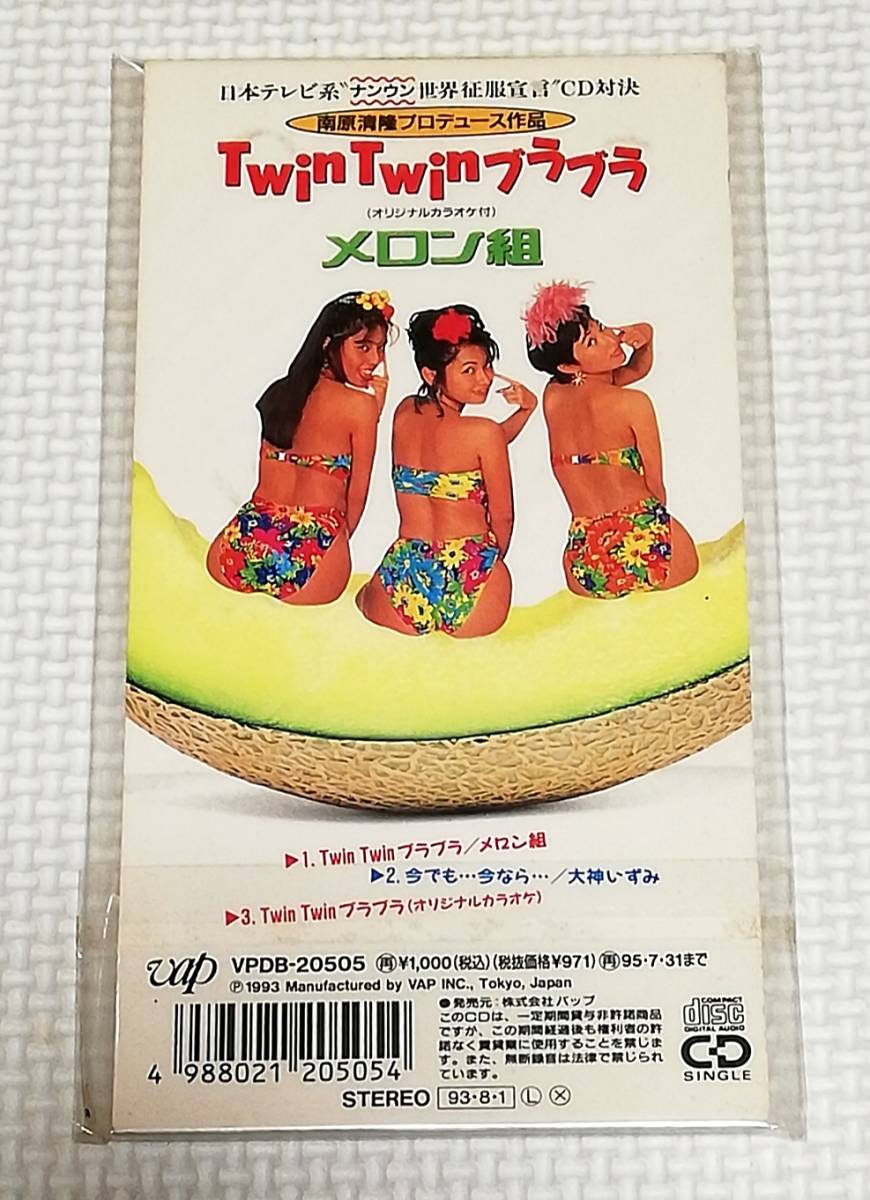 日本テレビ系"ナンウン世界征服宣言"CD対決
南原清隆プロデュース作品
Twin Twinブラブラ
(オリジナルカラオケ付)
メロン組
▶1. Twin Twinブラブラ/メロン組
▶2. 今でも…今なら…/大神いずみ
▶3. Twin Twinブラブラ(オリジナルカラオケ)
vap VPDB-20505 再¥1,000(税込)(税抜価格¥971)再95・7・31まで
Ⓟ1993 Manufactured by VAP INC., Tokyo, Japan
●発売元:株式会社バップ
このCDは、一定期間貸与非許諾商品
ですが、この期間経過後も権利者の許
諾なく賃貸業に使用することを禁じま
す。また、無断録音は法律で禁じられ
ています。
COMPACT
disc
DIGITAL AUDIO
CD
SINGLE
4 988021 205054
STEREO 93・8・1 Ⓛ Ⓧ